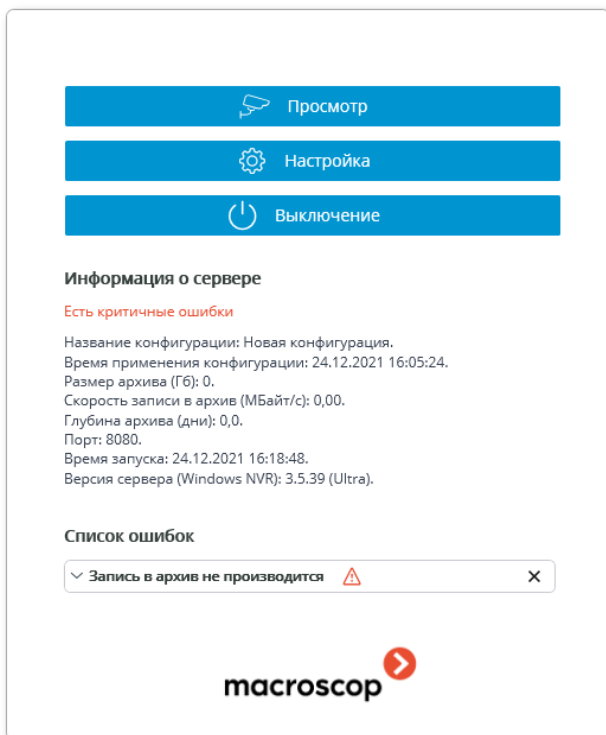 Просмотр
Настройка
Выключение
Информация о сервере
Есть критичные ошибки
Название конфигурации: Новая конфигурация.
Время применения конфигурации: 24.12.2021 16:05:24.
Размер архива (Гб): 0.
Скорость записи в архив (МБайт/с): 0,00.
Глубина архива (дни): 0,0.
Порт: 8080.
Время запуска: 24.12.2021 16:18:48.
Версия сервера (Windows NVR): 3.5.39 (Ultra).
Список ошибок
Запись в архив не производится
macroscop